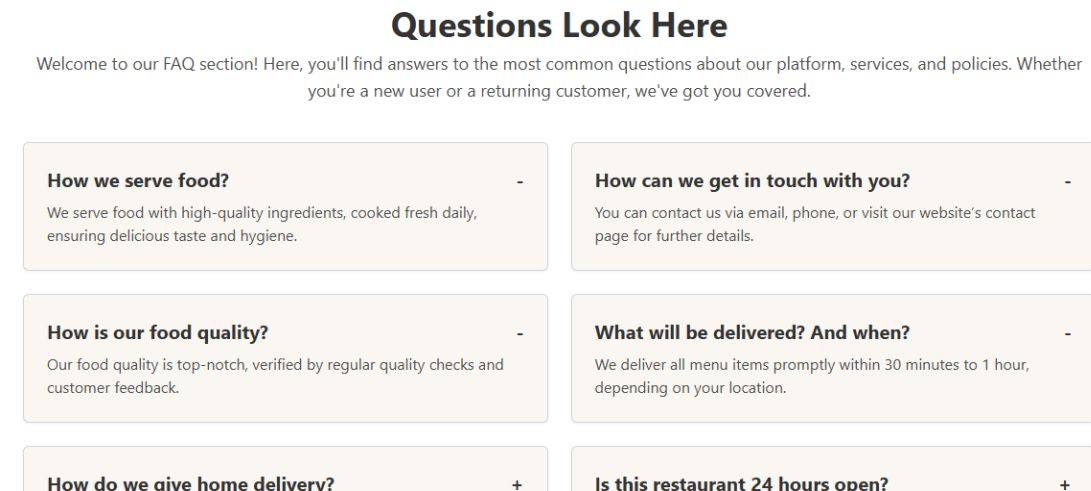 Questions Look Here
Welcome to our FAQ section! Here, you'll find answers to the most common questions about our platform, services, and policies. Whether
you're a new user or a returning customer, we've got you covered.
How we serve food? -
We serve food with high-quality ingredients, cooked fresh daily,
ensuring delicious taste and hygiene.
How can we get in touch with you? -
You can contact us via email, phone, or visit our website’s contact
page for further details.
How is our food quality? -
Our food quality is top-notch, verified by regular quality checks and
customer feedback.
What will be delivered? And when? -
We deliver all menu items promptly within 30 minutes to 1 hour,
depending on your location.
How do we give home delivery? +
Is this restaurant 24 hours open? +